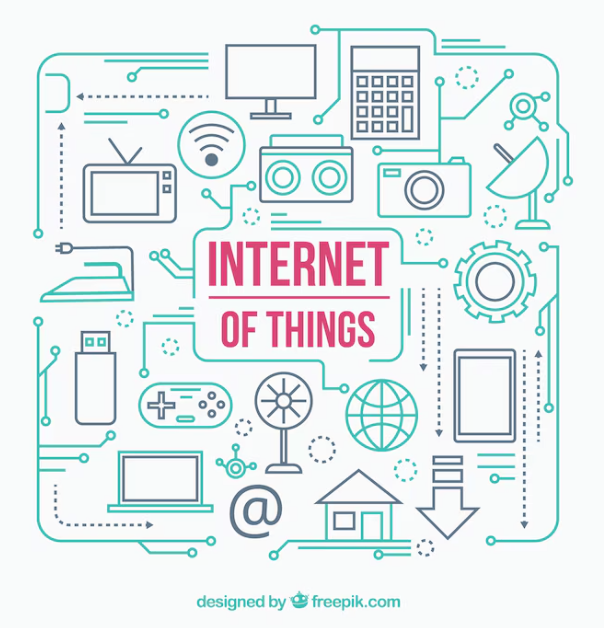 INTERNET
OF THINGS
@
designed by freepik.com